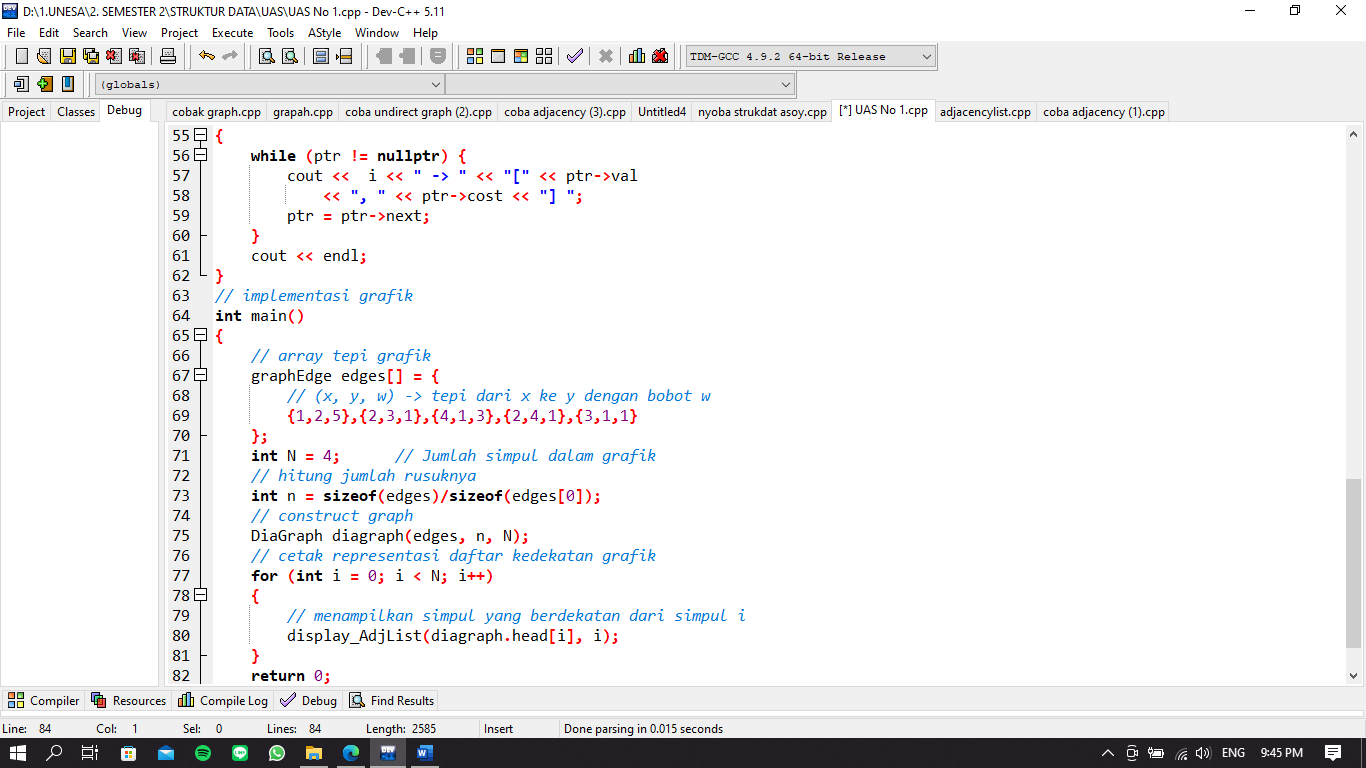 D:\1.UNESA\2. SEMESTER 2\STRUKTUR DATA\UAS\UAS No 1.cpp - Dev-C++ 5.11
File Edit Search View Project Execute Tools AStyle Window Help
TDM-GCC 4.9.2 64-bit Release
(globals)
Project Classes Debug cobak graph.cpp grapah.cpp coba undirect graph (2).cpp coba adjacency (3).cpp Untitled4 nyoba strukdat asoy.cpp [*] UAS No 1.cpp adjacencylist.cpp coba adjacency (1).cpp
55 {
56 while (ptr != nullptr) {
57 cout << i << " -> " << "[" << ptr->val
58 << ", " << ptr->cost << "] ";
59 ptr = ptr->next;
60 }
61 cout << endl;
62 }
63 // implementasi grafik
64 int main()
65 {
66 // array tepi grafik
67 graphEdge edges[] = {
68 // (x, y, w) -> tepi dari x ke y dengan bobot w
69 {1,2,5},{2,3,1},{4,1,3},{2,4,1},{3,1,1}
70 };
71 int N = 4; // Jumlah simpul dalam grafik
72 // hitung jumlah rusuknya
73 int n = sizeof(edges)/sizeof(edges[0]);
74 // construct graph
75 DiaGraph diagraph(edges, n, N);
76 // cetak representasi daftar kedekatan grafik
77 for (int i = 0; i < N; i++)
78 {
79 // menampilkan simpul yang berdekatan dari simpul i
80 display_AdjList(diagraph.head[i], i);
81 }
82 return 0;
Compiler Resources Compile Log Debug Find Results
Line: 84 Col: 1 Sel: 0 Lines: 84 Length: 2585 Insert Done parsing in 0.015 seconds
ENG 9:45 PM